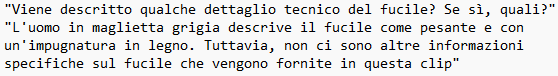 "Viene descritto qualche dettaglio tecnico del fucile? Se sì, quali?"
"L'uomo in maglietta grigia descrive il fucile come pesante e con
un'impugnatura in legno. Tuttavia, non ci sono altre informazioni
specifiche sul fucile che vengono fornite in questa clip"